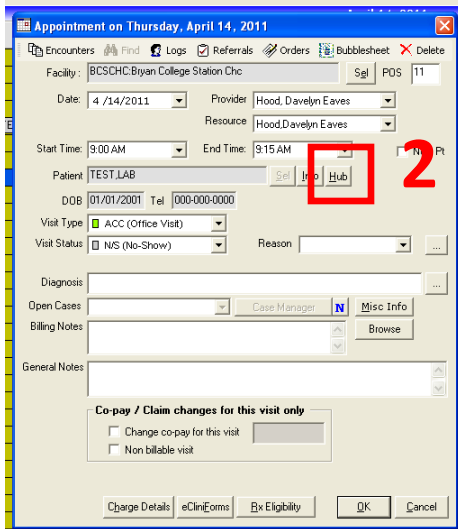 Appointment on Thursday, April 14, 2011
Encounters Find Logs Referrals Orders Bubblesheet Delete
Facility : BCSCHC:Bryan College Station Chc Sel POS 11
Date: 4 /14/2011 Provider Hood, Davelyn Eaves
Resource Hood,Davelyn Eaves
Start Time: 9:00 AM End Time: 9:15 AM Pt
Patient TEST,LAB Sel Info Hub
2
DOB 01/01/2001 Tel 000-000-0000
Visit Type ACC (Office Visit)
Visit Status N/S (No-Show) Reason ...
Diagnosis ...
Open Cases Case Manager N Misc Info
Billing Notes Browse
General Notes
Co-pay / Claim changes for this visit only
Change co-pay for this visit
Non billable visit
Charge Details eCliniForms Rx Eligibility OK Cancel